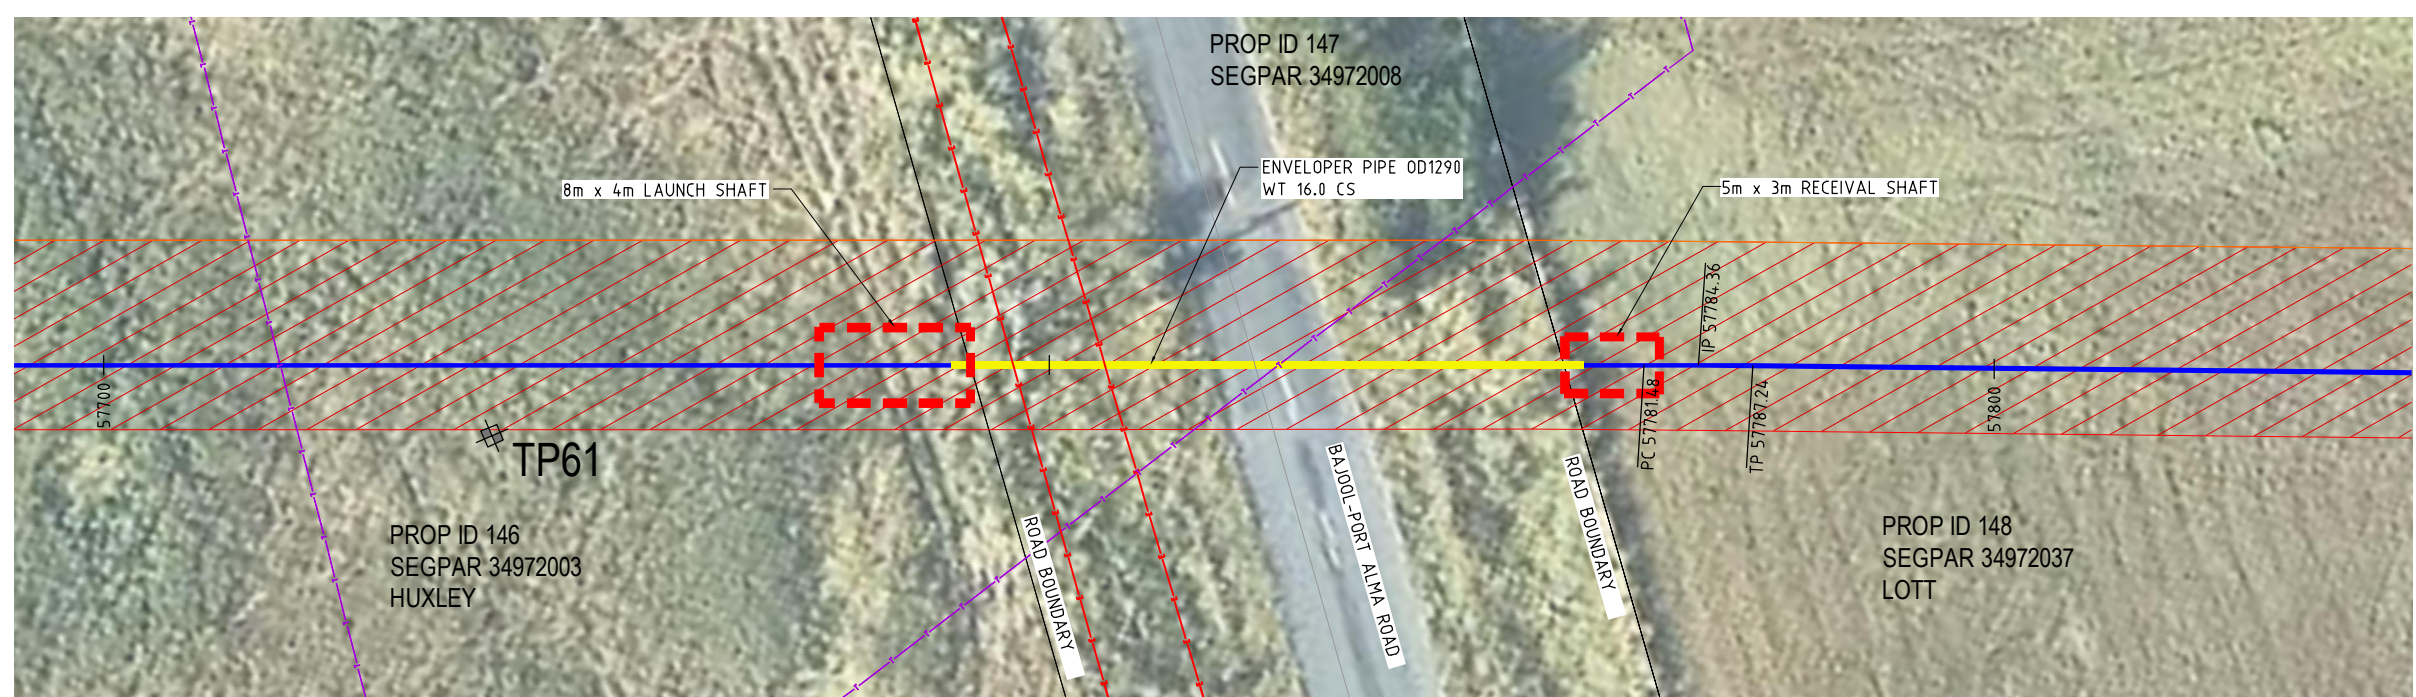 PROP ID 147
SEGPAR 34972008
ENVELOPER PIPE OD1290
WT 16.0 CS
8m x 4m LAUNCH SHAFT
5m x 3m RECEIVAL SHAFT
IP 57784.36
57700
PC 57781.48
TP 57787.24
57800
TP61
PROP ID 146
SEGPAR 34972003
HUXLEY
ROAD BOUNDARY
BAJOOL-PORT ALMA ROAD
ROAD BOUNDARY
PROP ID 148
SEGPAR 34972037
LOTT